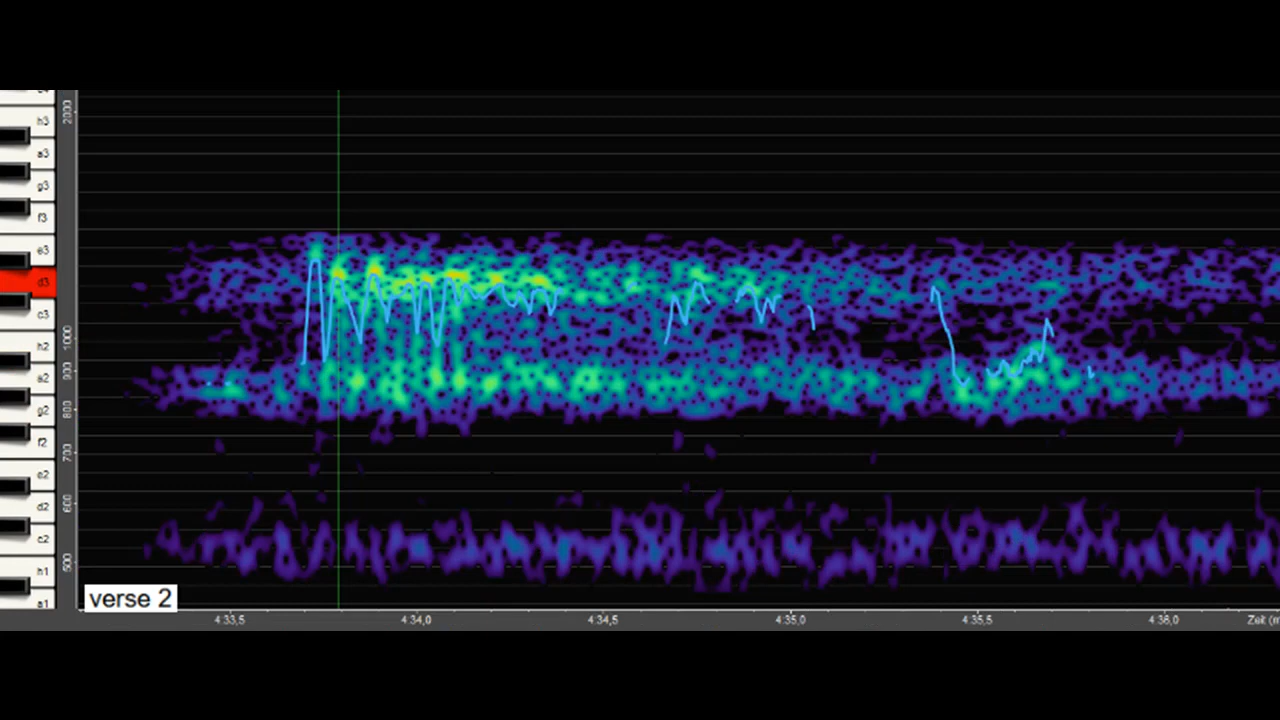 h3
a3
g3
f3
e3
d3
c3
h2
a2
g2
f2
e2
d2
c2
h1
a1
2000
1000
900
800
700
600
500
verse 2
4:33,5 4:34,0 4:34,5 4:35,0 4:35,5 4:36,0